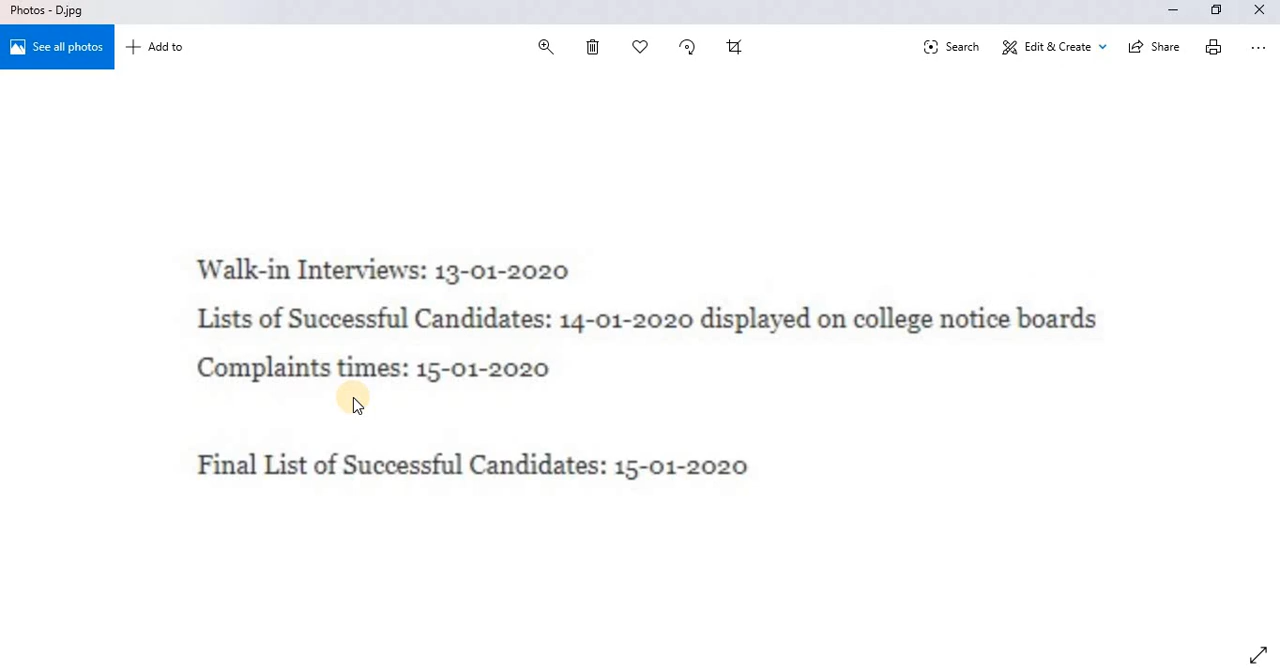 Photos - D.jpg
See all photos
Add to
Search
Edit & Create
Share
Walk-in Interviews: 13-01-2020
Lists of Successful Candidates: 14-01-2020 displayed on college notice boards
Complaints times: 15-01-2020
Final List of Successful Candidates: 15-01-2020